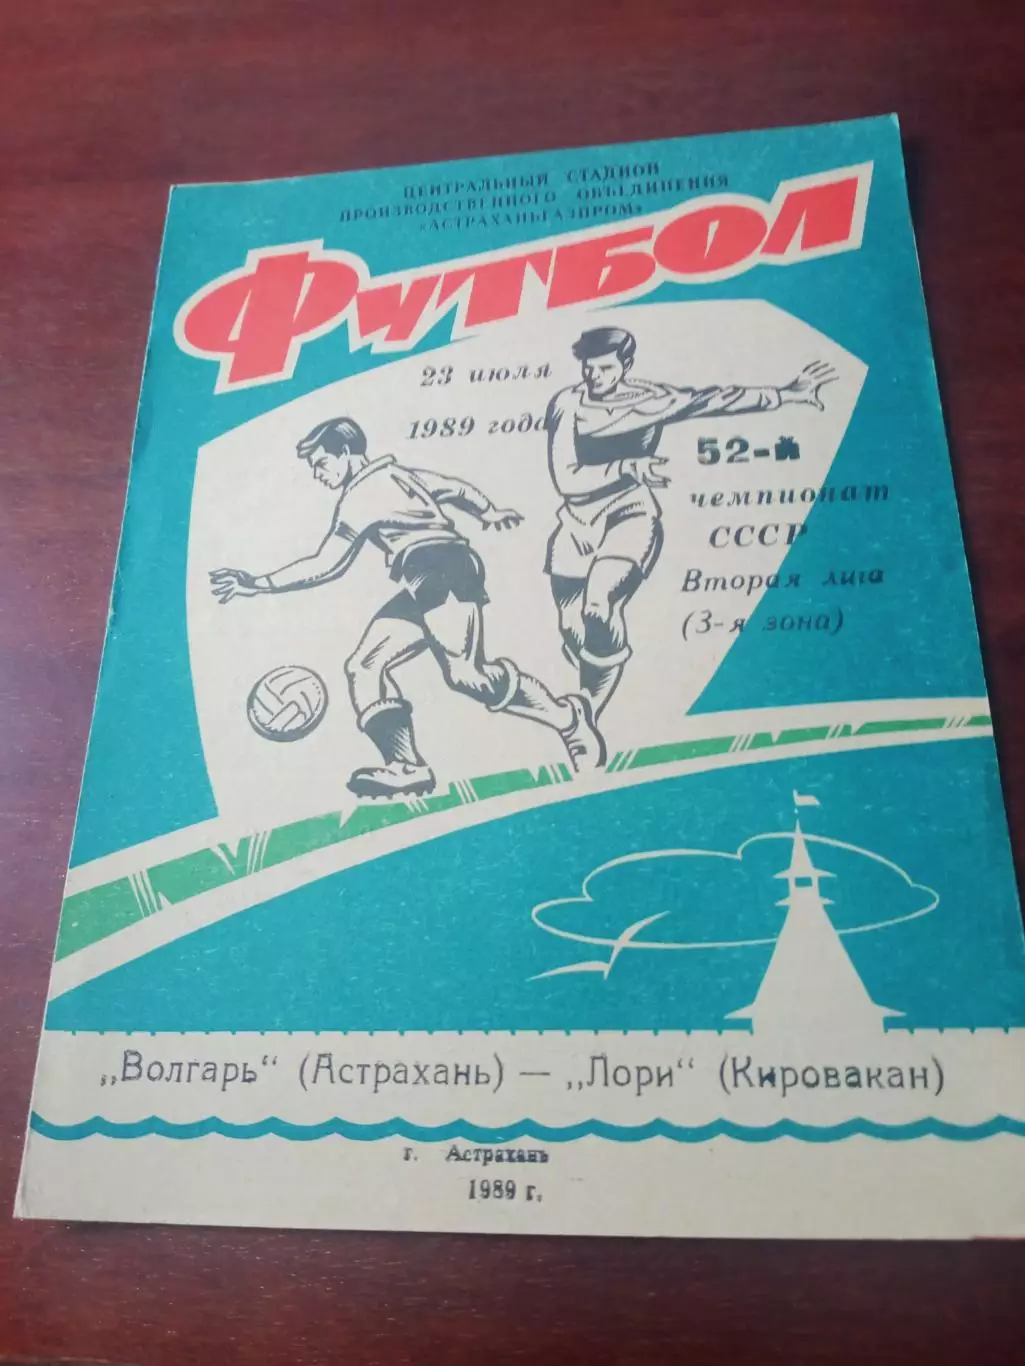 ЦЕНТРАЛЬНЫЙ СТАДИОН
ПРОИЗВОДСТВЕННОГО ОБЪЕДИНЕНИЯ
«АСТРАХАНЬГАЗПРОМ»
ФУТБОЛ
23 июля
1989 года
52-й
чемпионат
СССР
Вторая лига
(3-я зона)
„Волгарь“ (Астрахань) — „Лори“ (Кировакан)
г. Астрахань
1989 г.